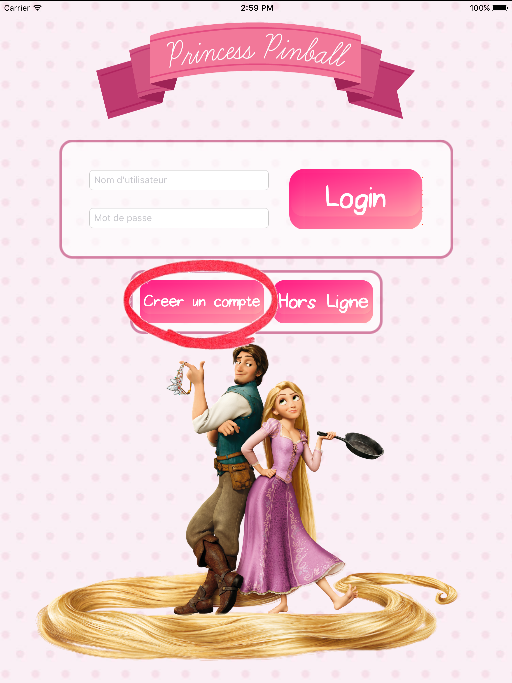 Carrier 2:59 PM 100%
Princess Pinball
Nom d'utilisateur
Login
Mot de passe
Creer un compte Hors Ligne